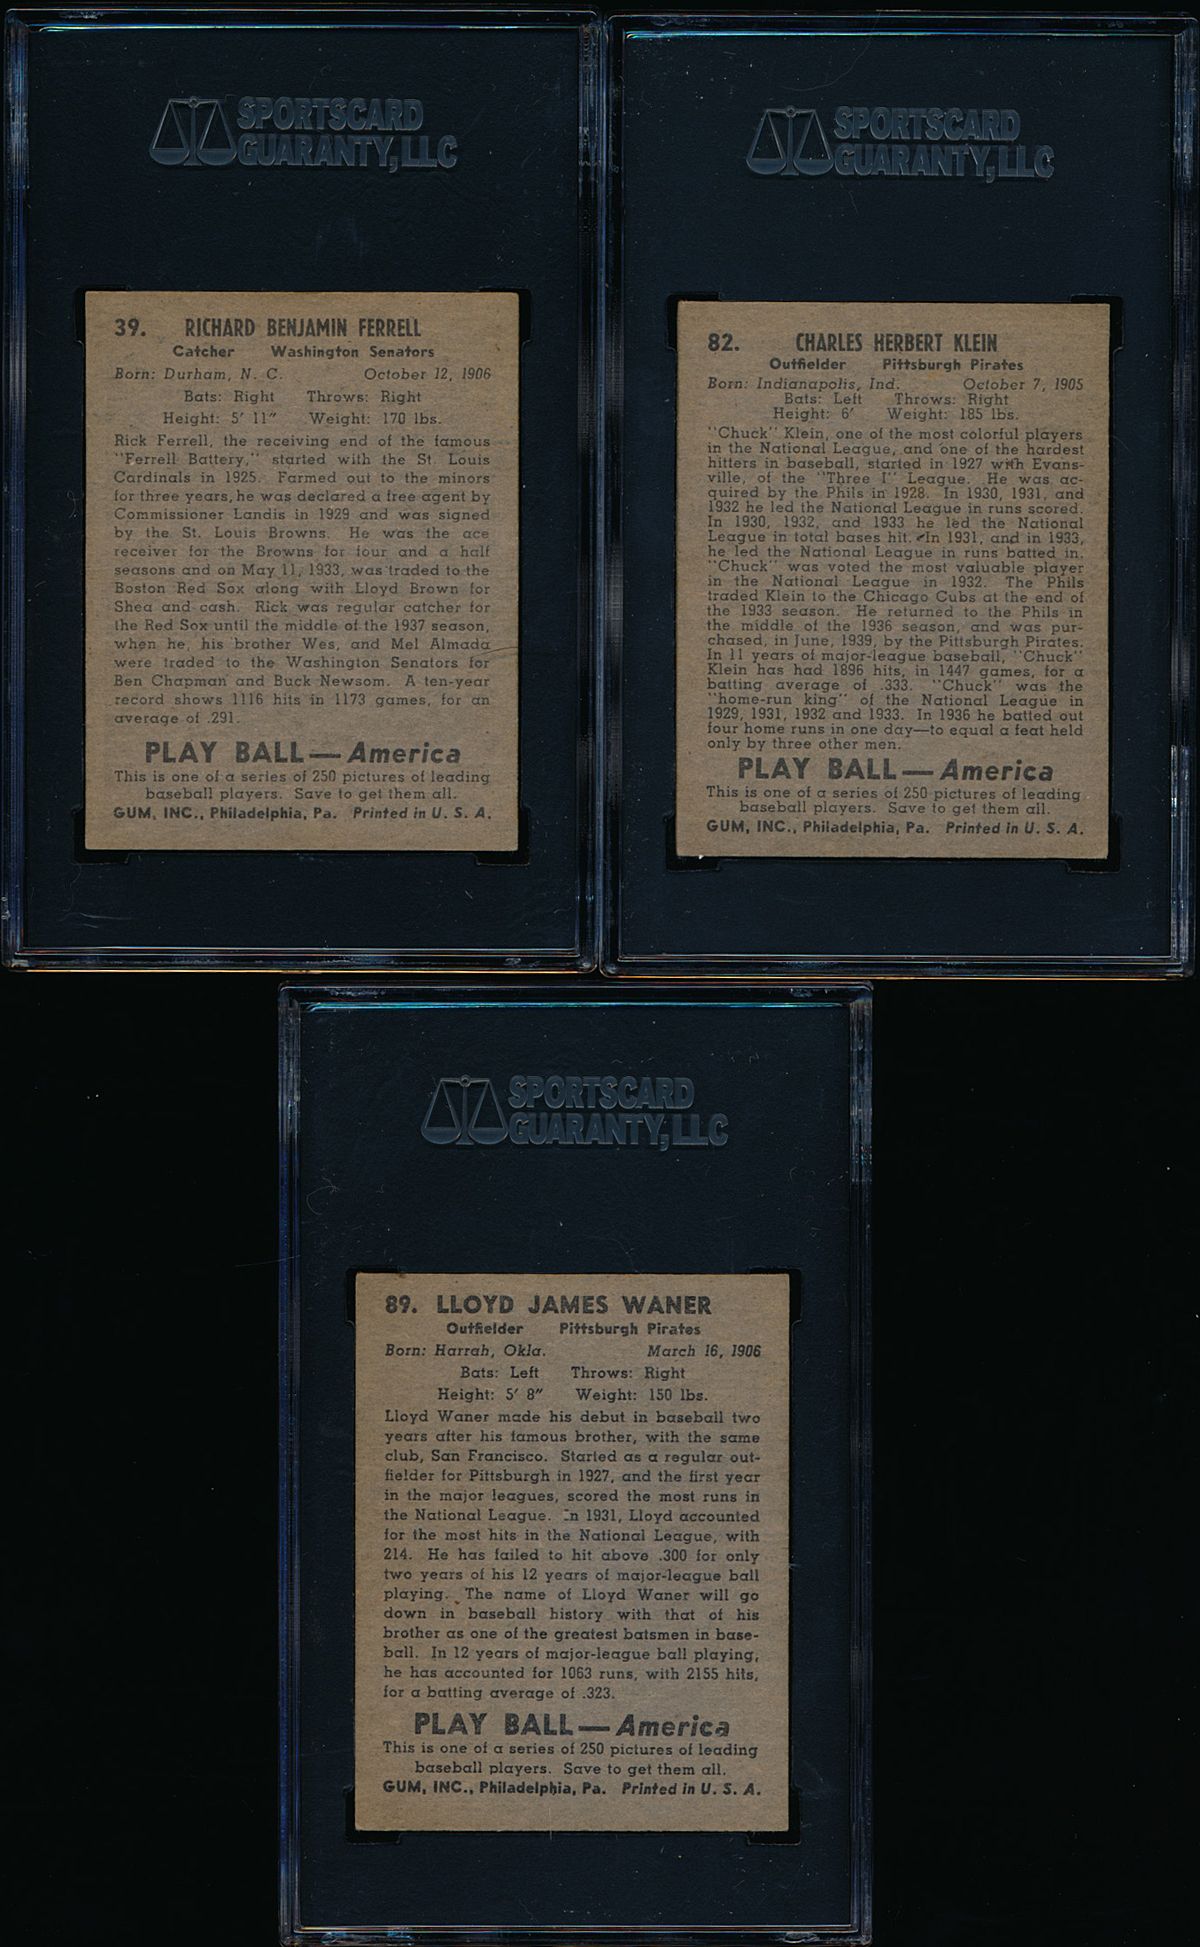 SPORTSCARD
GUARANTY, LLC
39. RICHARD BENJAMIN FERRELL
Catcher Washington Senators
Born: Durham, N. C. October 12, 1906
Bats: Right Throws: Right
Height: 5′ 11″ Weight: 170 lbs.
Rick Ferrell, the receiving end of the famous
"Ferrell Battery," started with the St. Louis
Cardinals in 1925. Farmed out to the minors
for three years, he was declared a free agent by
Commissioner Landis in 1929 and was signed
by the St. Louis Browns. He was the ace
receiver for the Browns for four and a half
seasons and on May 11, 1933, was traded to the
Boston Red Sox along with Lloyd Brown for
Shea and cash. Rick was regular catcher for
the Red Sox until the middle of the 1937 season,
when he, his brother Wes, and Mel Almada
were traded to the Washington Senators for
Ben Chapman and Buck Newsom. A ten-year
record shows 1116 hits in 1173 games, for an
average of .291.
PLAY BALL—America
This is one of a series of 250 pictures of leading
baseball players. Save to get them all.
GUM, INC., Philadelphia, Pa. Printed in U. S. A.
SPORTSCARD
GUARANTY, LLC
82. CHARLES HERBERT KLEIN
Outfielder Pittsburgh Pirates
Born: Indianapolis, Ind. October 7, 1905
Bats: Left Throws: Right
Height: 6′ Weight: 185 lbs.
"Chuck" Klein, one of the most colorful players
in the National League, and one of the hardest
hitters in baseball, started in 1927 with Evans-
ville, of the "Three I" League. He was ac-
quired by the Phils in 1928. In 1930, 1931, and
1932 he led the National League in runs scored.
In 1930, 1932, and 1933 he led the National
League in total bases hit. In 1931, and in 1933,
he led the National League in runs batted in.
"Chuck" was voted the most valuable player
in the National League in 1932. The Phils
traded Klein to the Chicago Cubs at the end of
the 1933 season. He returned to the Phils in
the middle of the 1936 season, and was pur-
chased, in June, 1939, by the Pittsburgh Pirates.
In 11 years of major-league baseball, "Chuck"
Klein has had 1896 hits, in 1447 games, for a
batting average of .333. "Chuck" was the
"home-run king" of the National League in
1929, 1931, 1932 and 1933. In 1936 he batted out
four home runs in one day—to equal a feat held
only by three other men.
PLAY BALL—America
This is one of a series of 250 pictures of leading
baseball players. Save to get them all.
GUM, INC., Philadelphia, Pa. Printed in U. S. A.
SPORTSCARD
GUARANTY, LLC
89. LLOYD JAMES WANER
Outfielder Pittsburgh Pirates
Born: Harrah, Okla. March 16, 1906
Bats: Left Throws: Right
Height: 5′ 8″ Weight: 150 lbs.
Lloyd Waner made his debut in baseball two
years after his famous brother, with the same
club, San Francisco. Started as a regular out-
fielder for Pittsburgh in 1927, and the first year
in the major leagues, scored the most runs in
the National League. In 1931, Lloyd accounted
for the most hits in the National League, with
214. He has failed to hit above .300 for only
two years of his 12 years of major-league ball
playing. The name of Lloyd Waner will go
down in baseball history with that of his
brother as one of the greatest batsmen in base-
ball. In 12 years of major-league ball playing,
he has accounted for 1063 runs, with 2155 hits,
for a batting average of .323.
PLAY BALL—America
This is one of a series of 250 pictures of leading
baseball players. Save to get them all.
GUM, INC., Philadelphia, Pa. Printed in U. S. A.